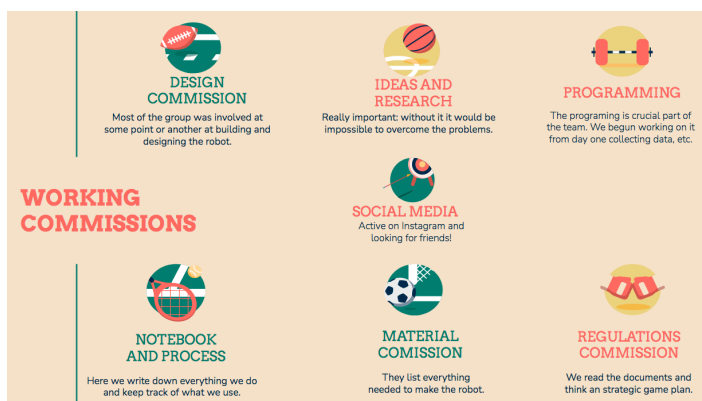 DESIGN
COMMISSION
Most of the group was involved at
some point or another at building and
designing the robot.
IDEAS AND
RESEARCH
Really important: without it it would be
impossible to overcome the problems.
PROGRAMMING
The programing is crucial part of
the team. We begun working on it
from day one collecting data, etc.
WORKING
COMMISSIONS
SOCIAL MEDIA
Active on Instagram and
looking for friends!
NOTEBOOK
AND PROCESS
Here we write down everything we do
and keep track of what we use.
MATERIAL
COMISSION
They list everything
needed to make the robot.
REGULATIONS
COMMISSION
We read the documents and
think an strategic game plan.